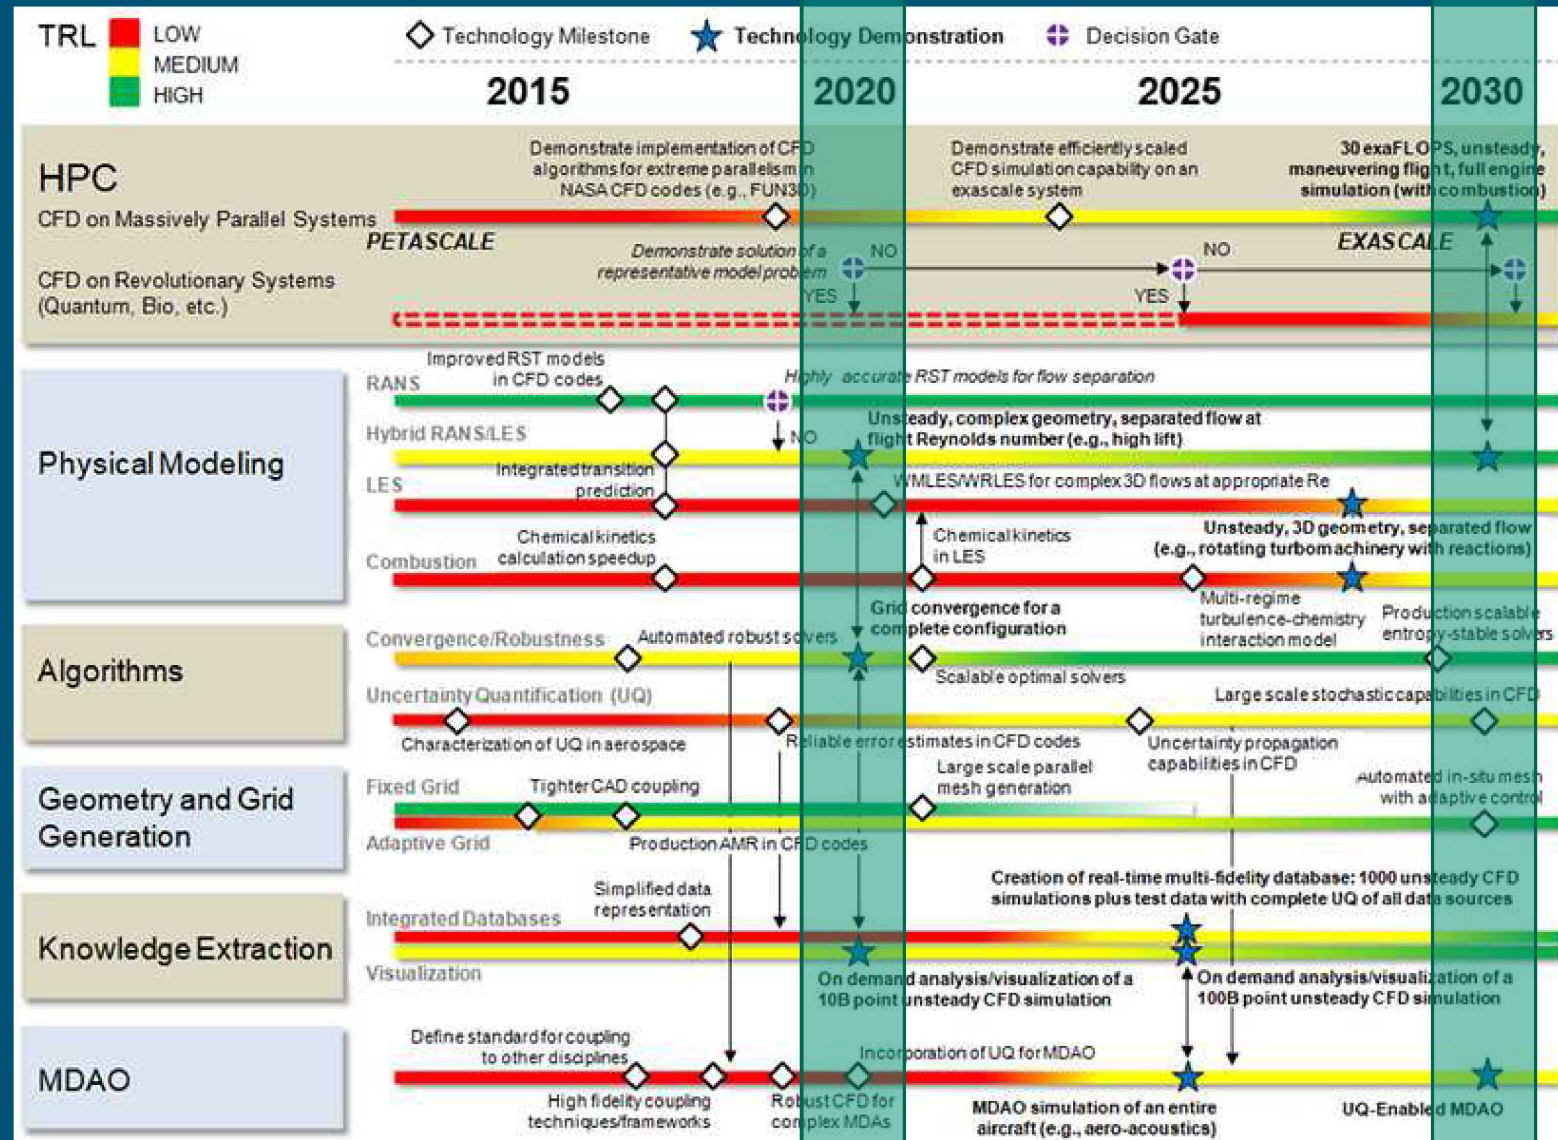 TRL
LOW
MEDIUM
HIGH
Technology Milestone
Technology Demonstration
Decision Gate
2015
2020
2025
2030
HPC
CFD on Massively Parallel Systems
Demonstrate implementation of CFD
algorithms for extreme parallelism in
NASA CFD codes (e.g., FUN3D)
Demonstrate efficiently scaled
CFD simulation capability on an
exascale system
30 exaFLOPS, unsteady,
maneuvering flight, full engine
simulation (with combustion)
PETASCALE
EXASCALE
CFD on Revolutionary Systems
(Quantum, Bio, etc.)
Demonstrate solution of a
representative model problem
NO
YES
NO
YES
Physical Modeling
RANS
Improved RST models
in CFD codes
Highly accurate RST models for flow separation
Hybrid RANS/LES
NO
Unsteady, complex geometry, separated flow at
flight Reynolds number (e.g., high lift)
LES
Integrated transition
prediction
WMLES/WRLES for complex 3D flows at appropriate Re
Unsteady, 3D geometry, separated flow
(e.g., rotating turbomachinery with reactions)
Combustion
Chemical kinetics
calculation speedup
Chemical kinetics
in LES
Multi-regime
turbulence-chemistry
interaction model
Algorithms
Convergence/Robustness
Automated robust solvers
Grid convergence for a
complete configuration
Scalable optimal solvers
Production scalable
entropy-stable solvers
Uncertainty Quantification (UQ)
Characterization of UQ in aerospace
Reliable error estimates in CFD codes
Uncertainty propagation
capabilities in CFD
Large scale stochastic capabilities in CFD
Geometry and Grid
Generation
Fixed Grid
Tighter CAD coupling
Large scale parallel
mesh generation
Automated in-situ mesh
with adaptive control
Adaptive Grid
Production AMR in CFD codes
Knowledge Extraction
Integrated Databases
Simplified data
representation
Creation of real-time multi-fidelity database: 1000 unsteady CFD
simulations plus test data with complete UQ of all data sources
Visualization
On demand analysis/visualization of a
10B point unsteady CFD simulation
On demand analysis/visualization of a
100B point unsteady CFD simulation
MDAO
Define standard for coupling
to other disciplines
High fidelity coupling
techniques/frameworks
Incorporation of UQ for MDAO
Robust CFD for
complex MDAs
MDAO simulation of an entire
aircraft (e.g., aero-acoustics)
UQ-Enabled MDAO